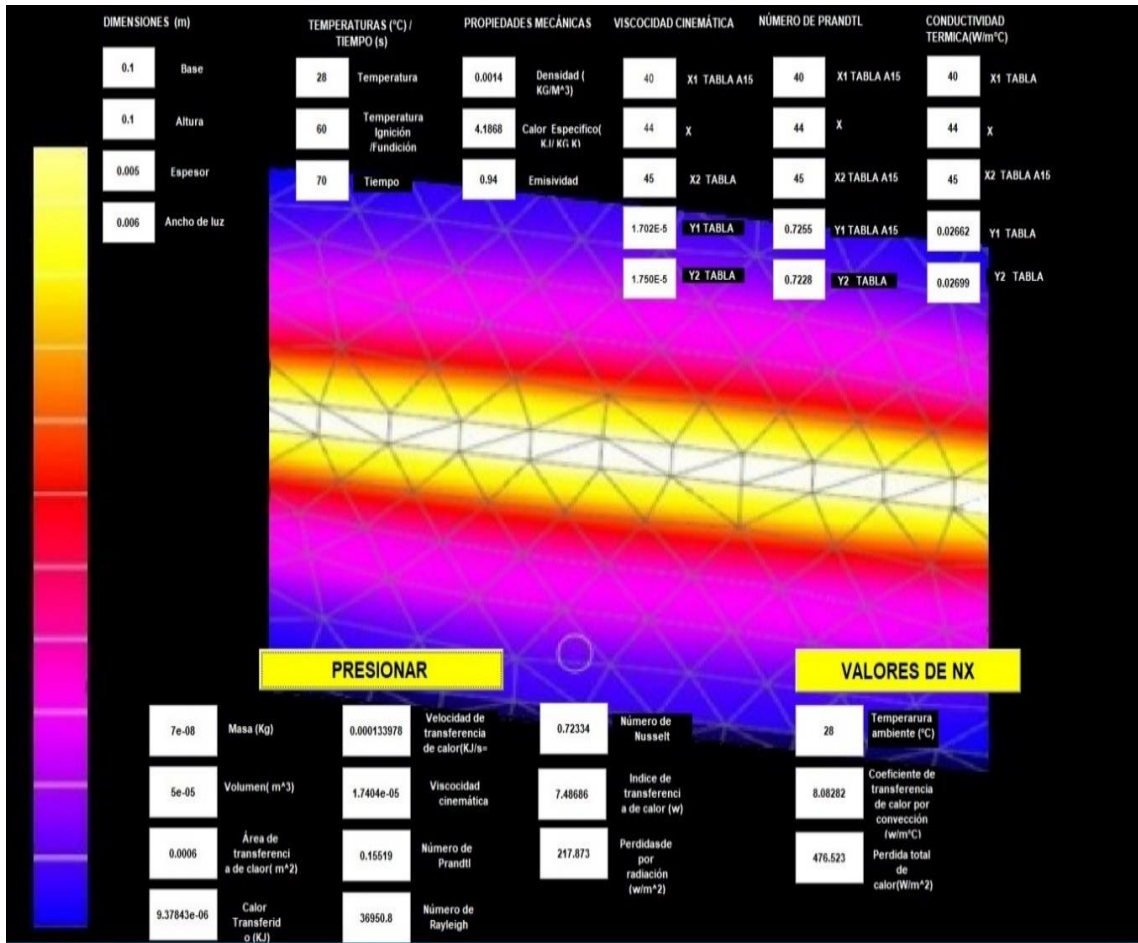 DIMENSIONES (m)
0.1 Base
0.1 Altura
0.005 Espesor
0.006 Ancho de luz
TEMPERATURAS (°C) /
TIEMPO (s)
28 Temperatura
60 Temperatura
Ignición
/Fundición
70 Tiempo
PROPIEDADES MECÁNICAS
0.0014 Densidad (
KG/M^3)
4.1868 Calor Especifico(
KJ/ KG K)
0.94 Emisividad
VISCOCIDAD CINEMÁTICA
40 X1 TABLA A15
44 X
45 X2 TABLA
1.702E-5 Y1 TABLA
1.750E-5 Y2 TABLA
NÚMERO DE PRANDTL
40 X1 TABLA A15
44 X
45 X2 TABLA A15
0.7255 Y1 TABLA A15
0.7228 Y2 TABLA
CONDUCTIVIDAD
TERMICA(W/m°C)
40 X1 TABLA
44 X
45 X2 TABLA A15
0.02662 Y1 TABLA
0.02699 Y2 TABLA
PRESIONAR
VALORES DE NX
7e-08 Masa (Kg)
5e-05 Volumen( m^3)
0.0006 Área de
transferenci
a de claor( m^2)
9.37843e-06 Calor
Transferid
o (KJ)
0.000133978 Velocidad de
transferencia
de calor(KJ/s=
1.7404e-05 Viscocidad
cinemática
0.15519 Número de
Prandtl
36950.8 Número de
Rayleigh
0.72334 Número de
Nusselt
7.48686 Indice de
transferenci
a de calor (w)
217.873 Perdidasde
por
radiación
(w/m^2)
28 Temperarura
ambiente (°C)
8.08282 Coeficiente de
transferencia
de calor por
convección
(w/m°C)
476.523 Perdida total
de
calor(W/m^2)